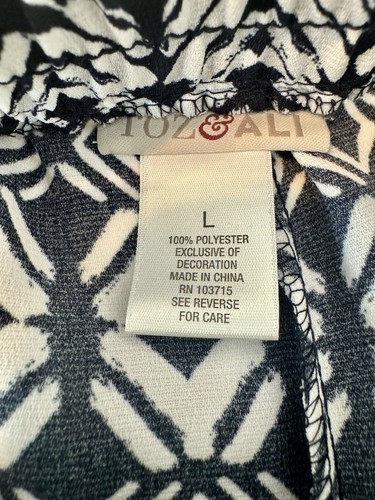 TOZ&ALI
L
100% POLYESTER
EXCLUSIVE OF
DECORATION
MADE IN CHINA
RN 103715
SEE REVERSE
FOR CARE